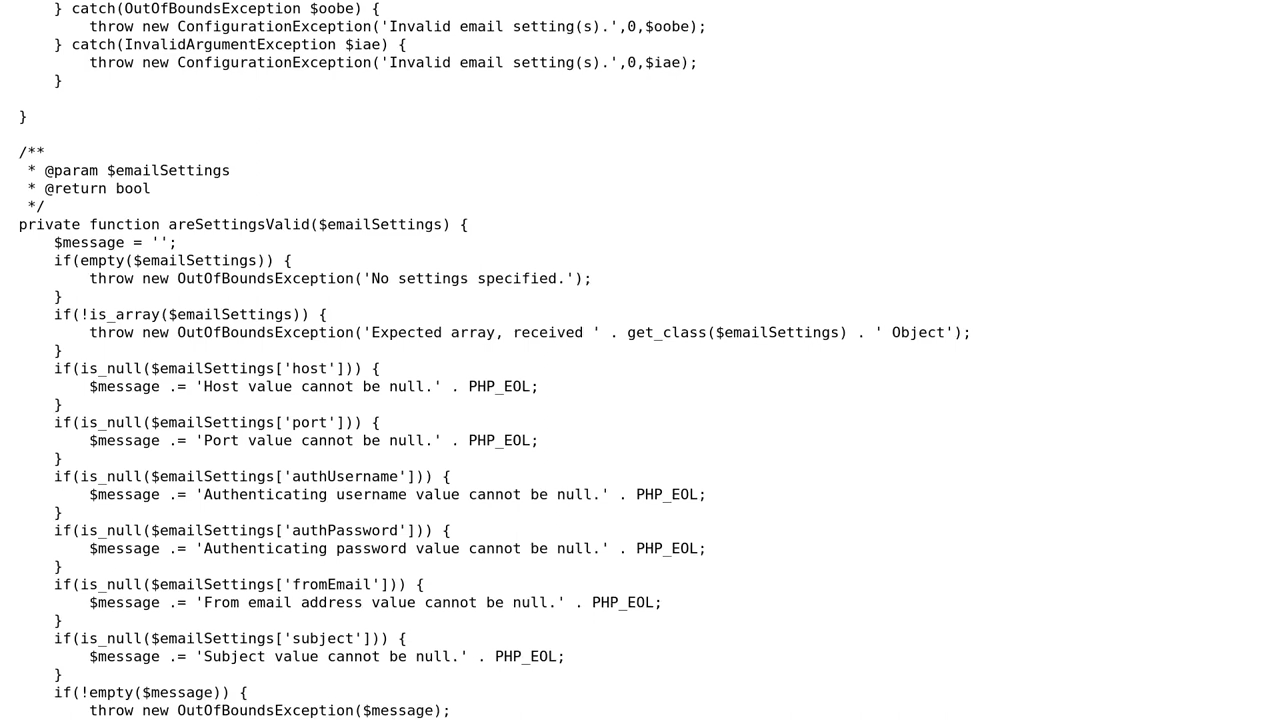 } catch(OutOfBoundsException $oobe) {
        throw new ConfigurationException('Invalid email setting(s).',0,$oobe);
    } catch(InvalidArgumentException $iae) {
        throw new ConfigurationException('Invalid email setting(s).',0,$iae);
    }

}

/**
 * @param $emailSettings
 * @return bool
 */
private function areSettingsValid($emailSettings) {
    $message = '';
    if(empty($emailSettings)) {
        throw new OutOfBoundsException('No settings specified.');
    }
    if(!is_array($emailSettings)) {
        throw new OutOfBoundsException('Expected array, received ' . get_class($emailSettings) . ' Object');
    }
    if(is_null($emailSettings['host'])) {
        $message .= 'Host value cannot be null.' . PHP_EOL;
    }
    if(is_null($emailSettings['port'])) {
        $message .= 'Port value cannot be null.' . PHP_EOL;
    }
    if(is_null($emailSettings['authUsername'])) {
        $message .= 'Authenticating username value cannot be null.' . PHP_EOL;
    }
    if(is_null($emailSettings['authPassword'])) {
        $message .= 'Authenticating password value cannot be null.' . PHP_EOL;
    }
    if(is_null($emailSettings['fromEmail'])) {
        $message .= 'From email address value cannot be null.' . PHP_EOL;
    }
    if(is_null($emailSettings['subject'])) {
        $message .= 'Subject value cannot be null.' . PHP_EOL;
    }
    if(!empty($message)) {
        throw new OutOfBoundsException($message);